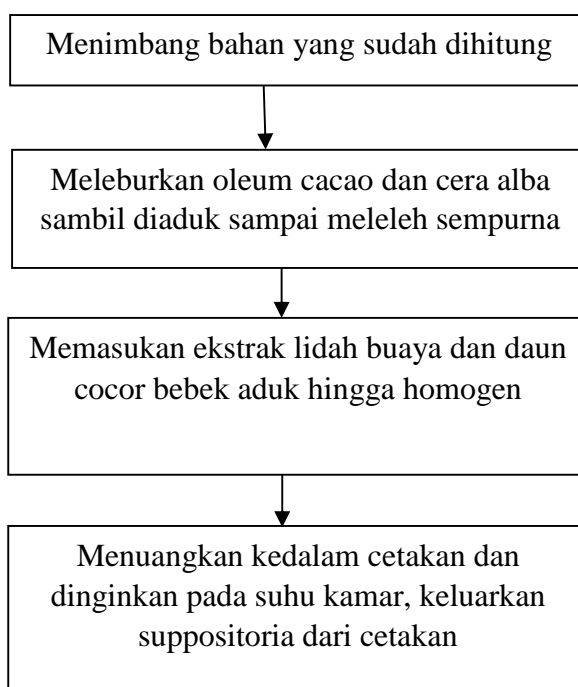 Menimbang bahan yang sudah dihitung
Meleburkan oleum cacao dan cera alba
sambil diaduk sampai meleleh sempurna
Memasukan ekstrak lidah buaya dan daun
cocor bebek aduk hingga homogen
Menuangkan kedalam cetakan dan
dinginkan pada suhu kamar, keluarkan
suppositoria dari cetakan